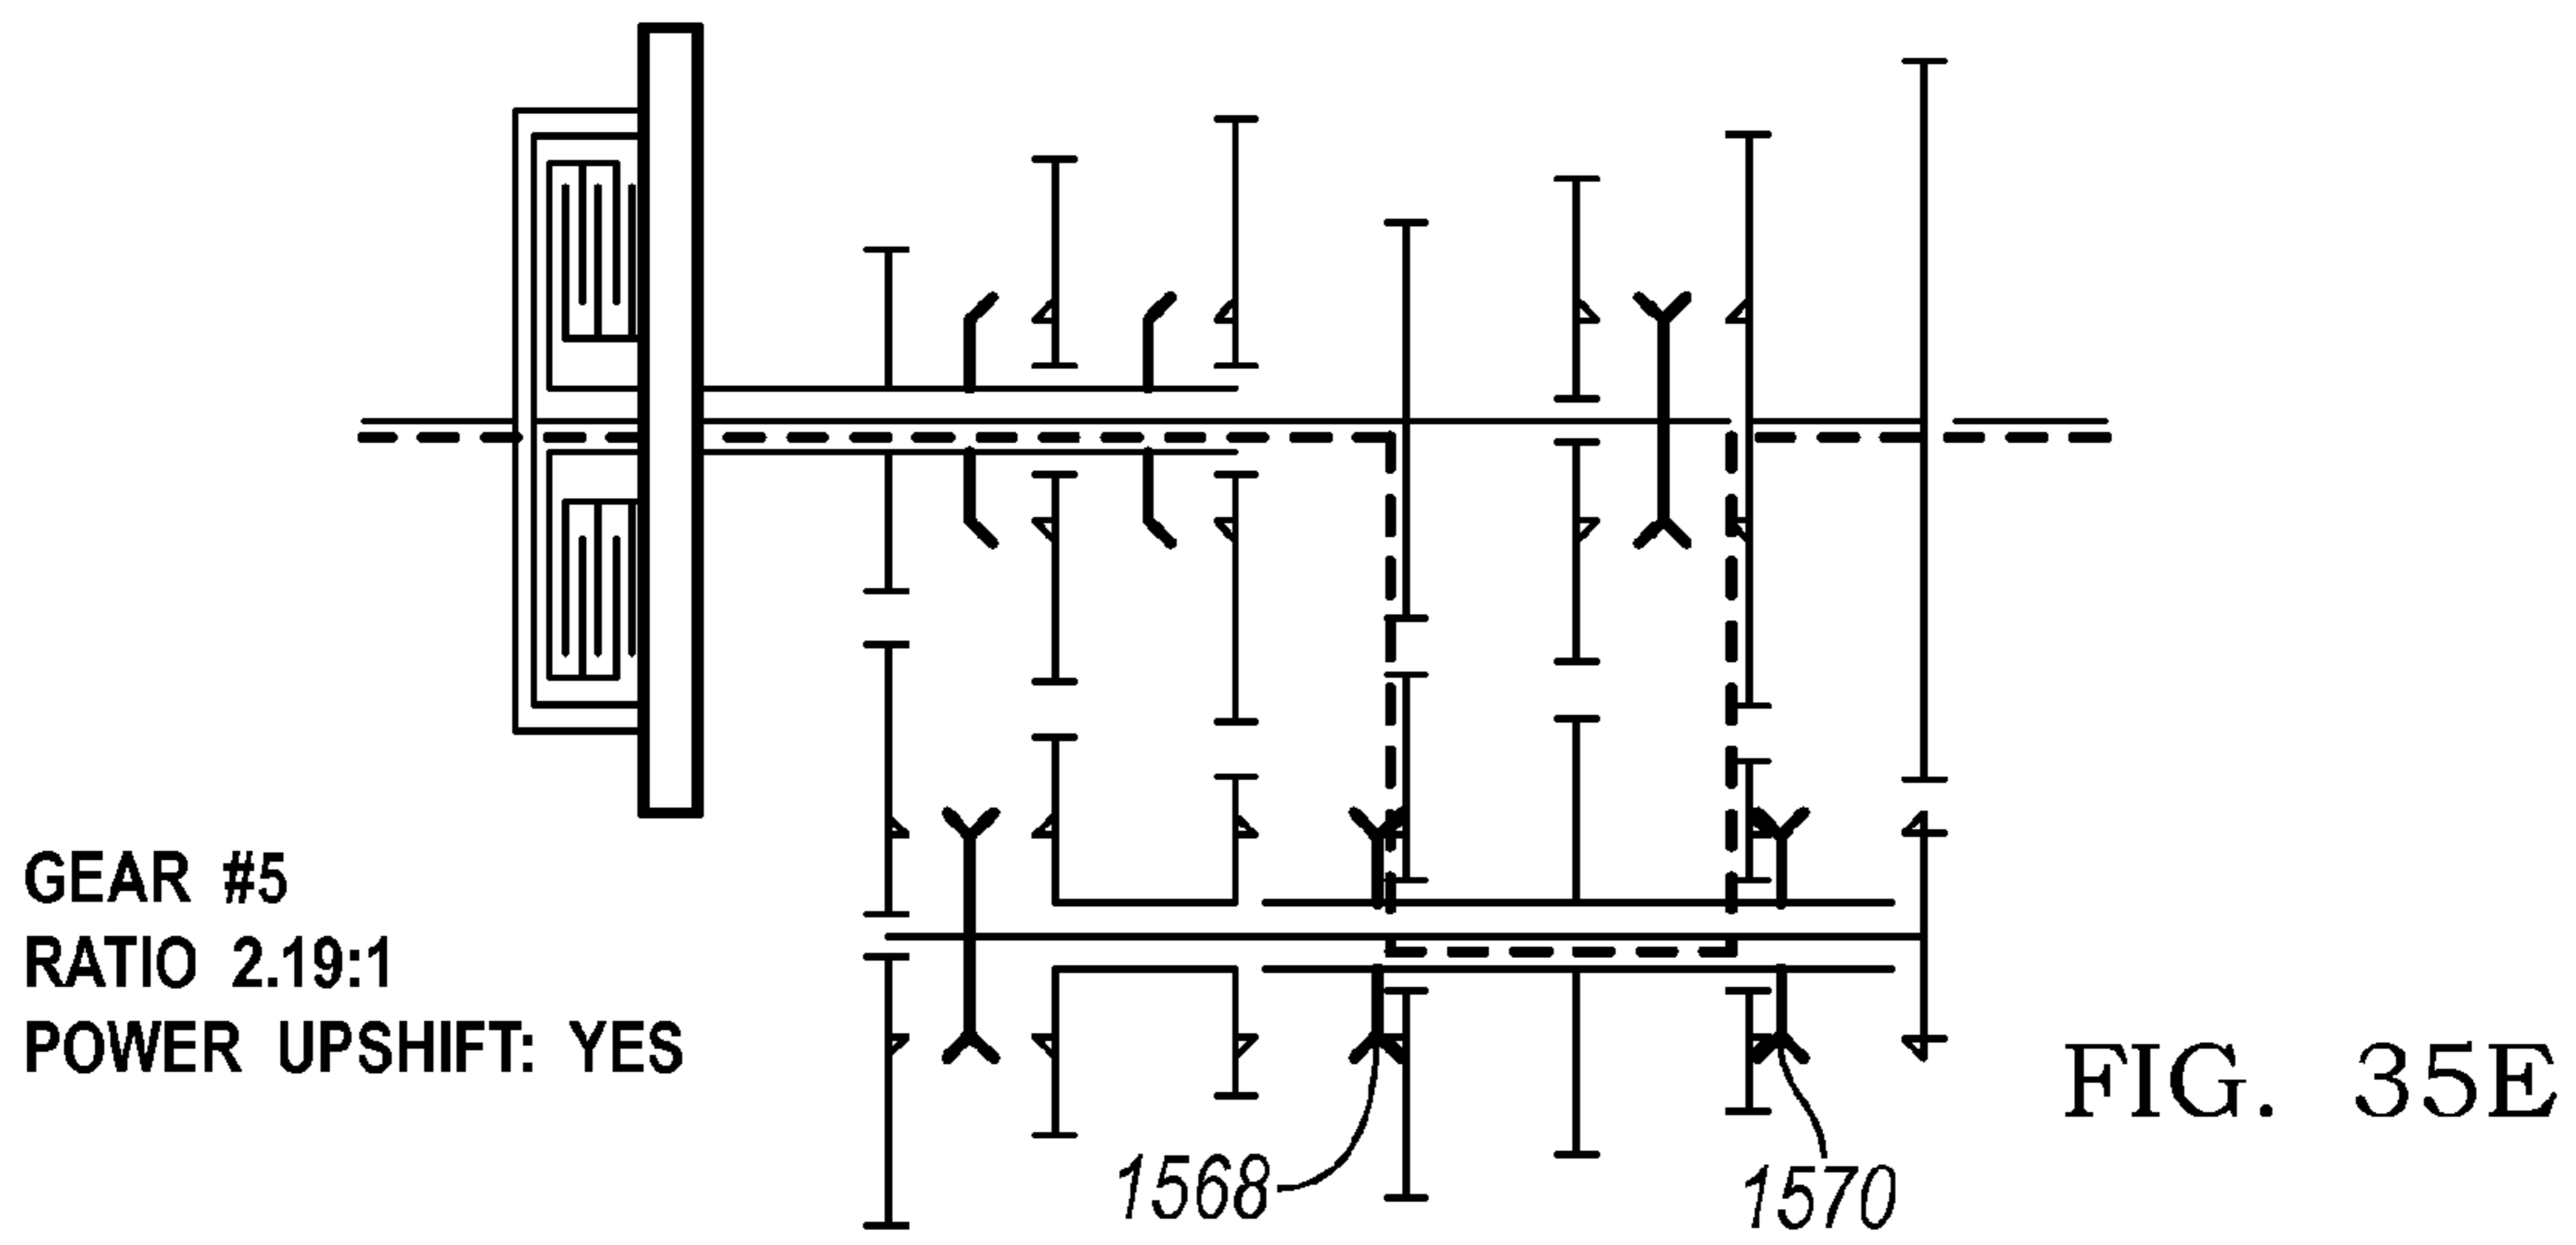 GEAR #5
RATIO 2.19:1
POWER UPSHIFT: YES
1568
1570
FIG. 35E